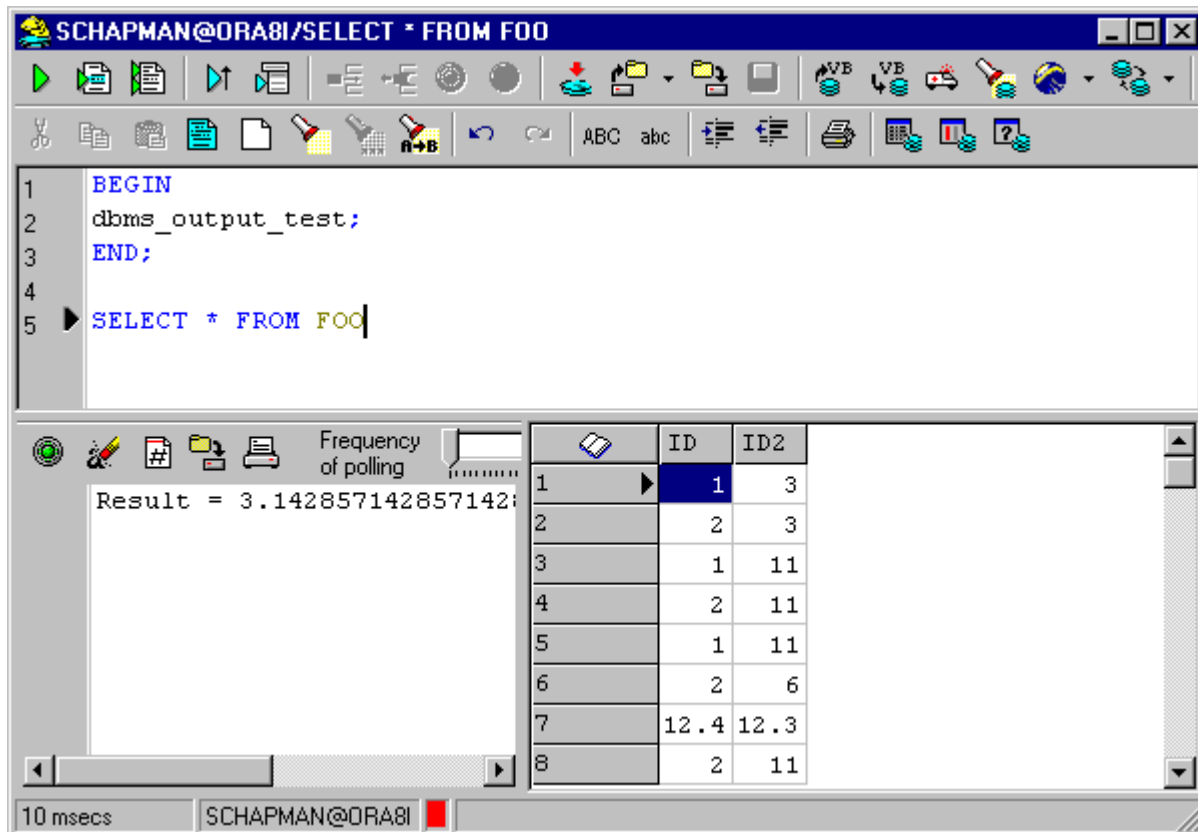 SCHAPMAN@ORA8I/SELECT * FROM FOO
VB VB
A→B ABC abc ?
1 BEGIN
2 dbms_output_test;
3 END;
4
5 SELECT * FROM FOO
# Frequency
of polling
Result = 3.142857142857142
ID ID2
1 1 3
2 2 3
3 1 11
4 2 11
5 1 11
6 2 6
7 12.4 12.3
8 2 11
10 msecs SCHAPMAN@ORA8I